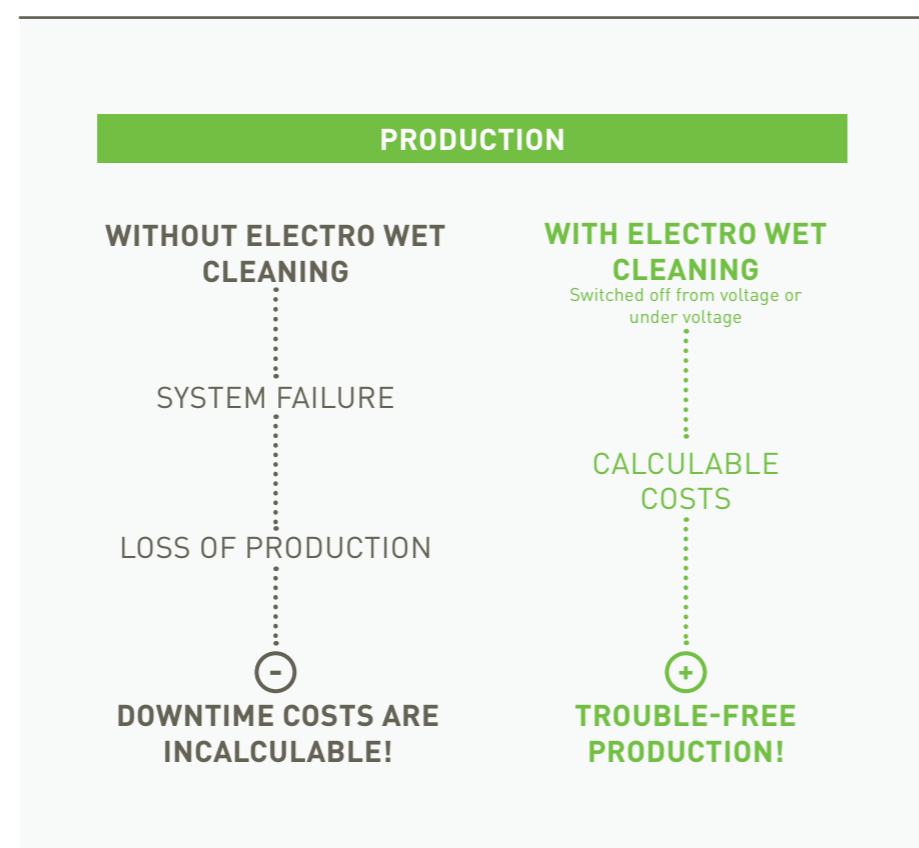 PRODUCTION
WITHOUT ELECTRO WET
CLEANING
SYSTEM FAILURE
LOSS OF PRODUCTION
-
DOWNTIME COSTS ARE
INCALCULABLE!
WITH ELECTRO WET
CLEANING
Switched off from voltage or
under voltage
CALCULABLE
COSTS
+
TROUBLE-FREE
PRODUCTION!